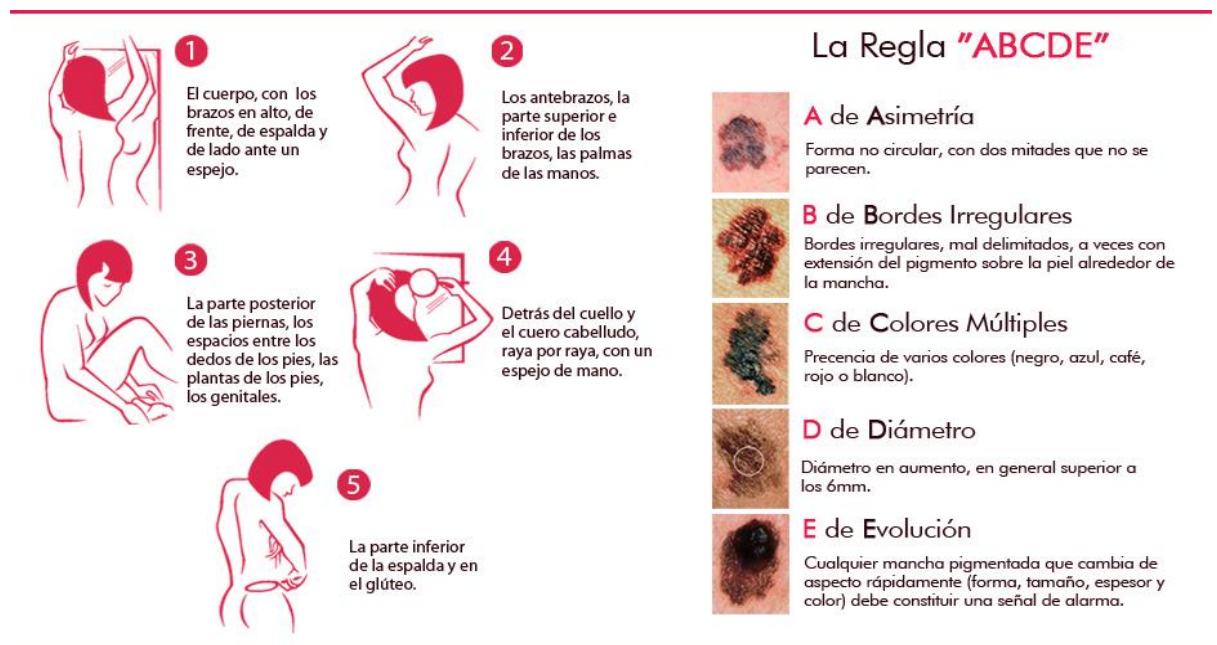 1
El cuerpo, con los
brazos en alto, de
frente, de espalda y
de lado ante un
espejo.
2
Los antebrazos, la
parte superior e
inferior de los
brazos, las palmas
de las manos.
3
La parte posterior
de las piernas, los
espacios entre los
dedos de los pies, las
plantas de los pies,
los genitales.
4
Detrás del cuello y
el cuero cabelludo,
raya por raya, con un
espejo de mano.
5
La parte inferior
de la espalda y en
el glúteo.
La Regla "ABCDE"
A de Asimetría
Forma no circular, con dos mitades que no se
parecen.
B de Bordes Irregulares
Bordes irregulares, mal delimitados, a veces con
extensión del pigmento sobre la piel alrededor de
la mancha.
C de Colores Múltiples
Precencia de varios colores (negro, azul, café,
rojo o blanco).
D de Diámetro
Diámetro en aumento, en general superior a
los 6mm.
E de Evolución
Cualquier mancha pigmentada que cambia de
aspecto rápidamente (forma, tamaño, espesor y
color) debe constituir una señal de alarma.